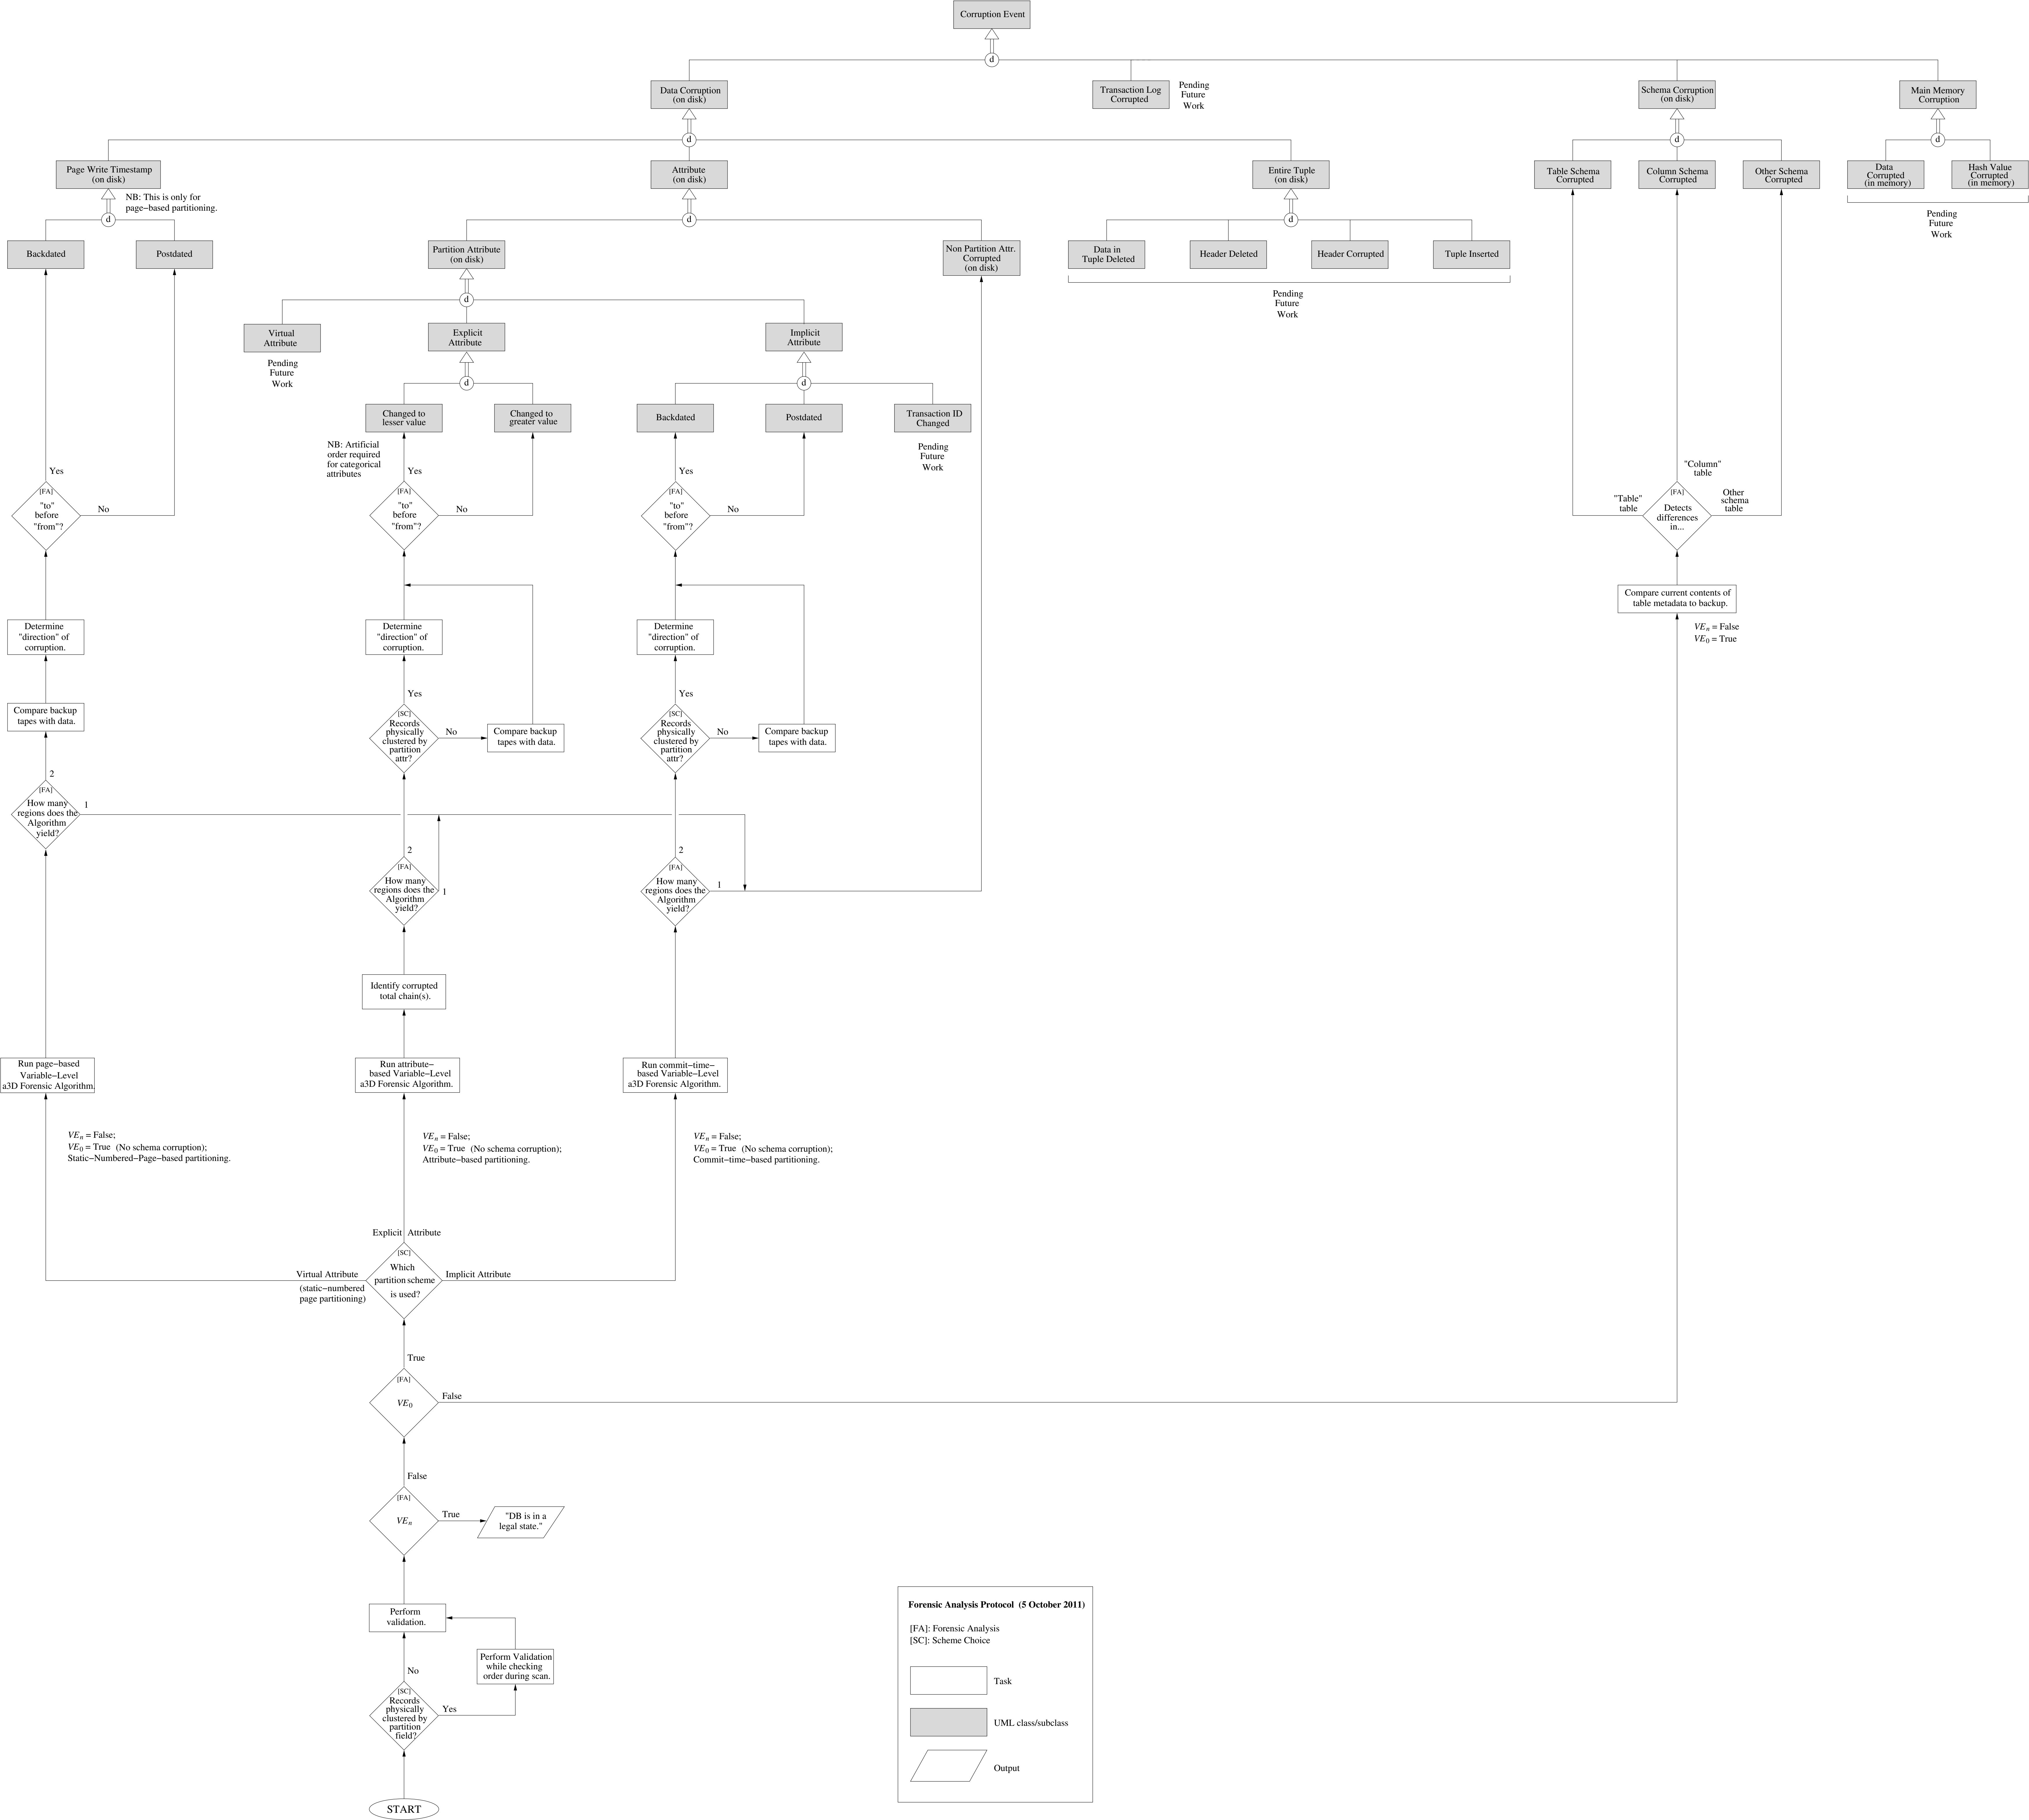 Corruption Event
d
Data Corruption
(on disk)
Transaction Log
Corrupted
Pending
Future
Work
Schema Corruption
(on disk)
Main Memory
Corruption
d
d
d
Page Write Timestamp
(on disk)
NB: This is only for
page−based partitioning.
Attribute
(on disk)
Entire Tuple
(on disk)
Table Schema
Corrupted
Column Schema
Corrupted
Other Schema
Corrupted
Data
Corrupted
(in memory)
Hash Value
Corrupted
(in memory)
Pending
Future
Work
d
d
d
Backdated
Postdated
Partition Attribute
(on disk)
Non Partition Attr.
Corrupted
(on disk)
Data in
Tuple Deleted
Header Deleted
Header Corrupted
Tuple Inserted
Pending
Future
Work
d
Virtual
Attribute
Pending
Future
Work
Explicit
Attribute
Implicit
Attribute
d
d
Changed to
lesser value
Changed to
greater value
Backdated
Postdated
Transaction ID
Changed
Pending
Future
Work
NB: Artificial
order required
for categorical
attributes
Yes
[FA]
"to"
before
"from"?
No
Yes
[FA]
"to"
before
"from"?
No
Yes
[FA]
"to"
before
"from"?
No
"Column"
table
"Table"
table
[FA]
Detects
differences
in...
Other
schema
table
Compare current contents of
table metadata to backup.
VEn = False
VE0 = True
Determine
"direction" of
corruption.
Determine
"direction" of
corruption.
Determine
"direction" of
corruption.
Compare backup
tapes with data.
Yes
[SC]
Records
physically
clustered by
partition
attr?
No
Compare backup
tapes with data.
Yes
[SC]
Records
physically
clustered by
partition
attr?
No
Compare backup
tapes with data.
2
[FA]
How many
regions does the
Algorithm
yield?
1
2
[FA]
How many
regions does the
Algorithm
yield?
1
2
[FA]
How many
regions does the
Algorithm
yield?
1
Identify corrupted
total chain(s).
Run page−based
Variable−Level
a3D Forensic Algorithm.
Run attribute−
based Variable−Level
a3D Forensic Algorithm.
Run commit−time−
based Variable−Level
a3D Forensic Algorithm.
VEn = False;
VE0 = True (No schema corruption);
Static−Numbered−Page−based partitioning.
VEn = False;
VE0 = True (No schema corruption);
Attribute−based partitioning.
VEn = False;
VE0 = True (No schema corruption);
Commit−time−based partitioning.
Explicit Attribute
[SC]
Which
partition scheme
is used?
Virtual Attribute
(static−numbered
page partitioning)
Implicit Attribute
True
[FA]
VE0
False
False
[FA]
VEn
True
"DB is in a
legal state."
Perform
validation.
Perform Validation
while checking
order during scan.
No
[SC]
Records
physically
clustered by
partition
field?
Yes
START
Forensic Analysis Protocol (5 October 2011)
[FA]: Forensic Analysis
[SC]: Scheme Choice
Task
UML class/subclass
Output